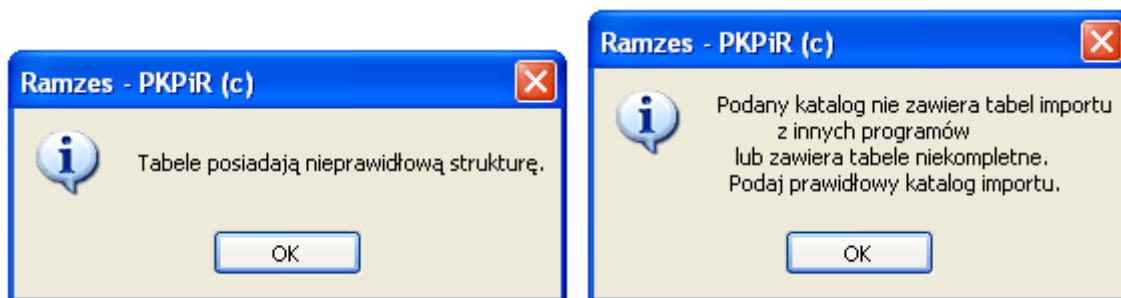 Ramzes - PKPiR (c)
Tabele posiadają nieprawidłową strukturę.
OK
Ramzes - PKPiR (c)
Podany katalog nie zawiera tabel importu
z innych programów
lub zawiera tabele niekompletne.
Podaj prawidłowy katalog importu.
OK